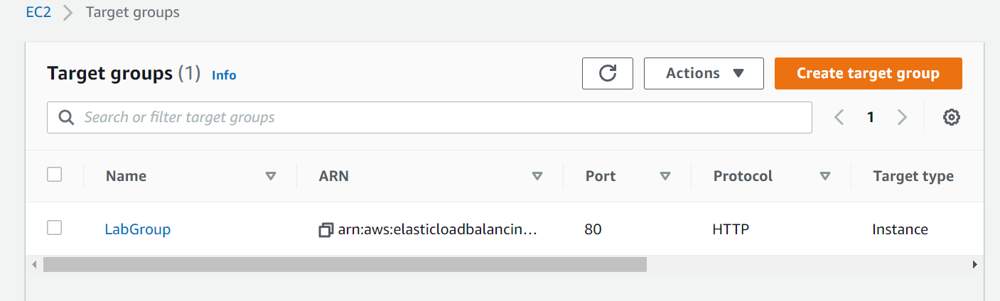 EC2 > Target groups
Target groups (1) Info Actions Create target group
Search or filter target groups 1
Name ARN Port Protocol Target type
LabGroup arn:aws:elasticloadbalancin... 80 HTTP Instance